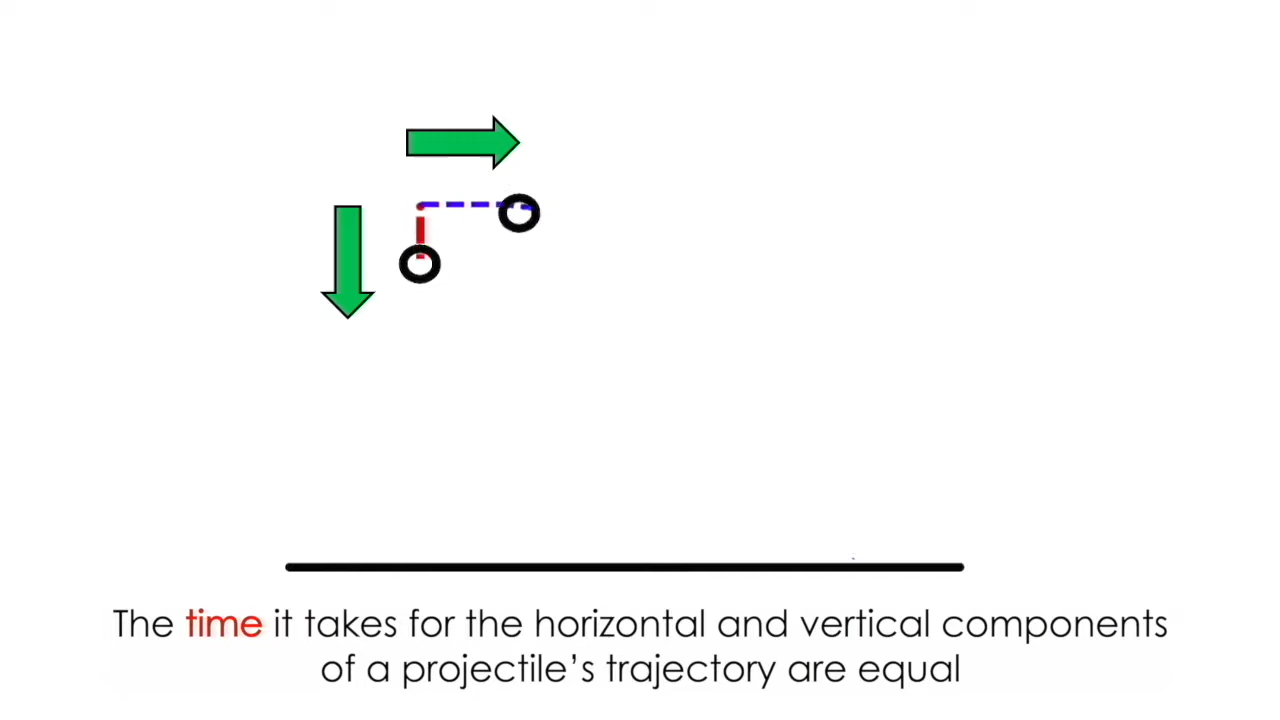 The time it takes for the horizontal and vertical components
of a projectile’s trajectory are equal